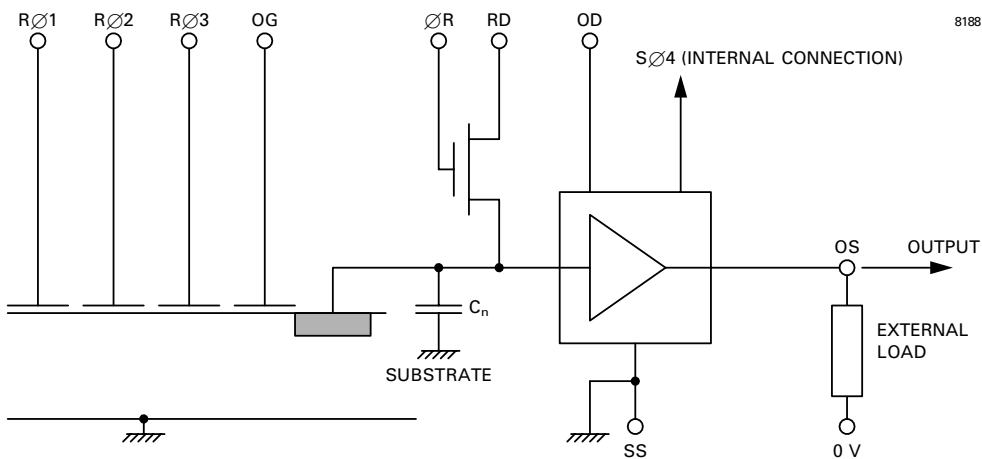 RØ1 RØ2 RØ3 OG ØR RD OD 8188
SØ4 (INTERNAL CONNECTION)
OS OUTPUT
Cn
EXTERNAL
LOAD
SUBSTRATE
SS 0 V